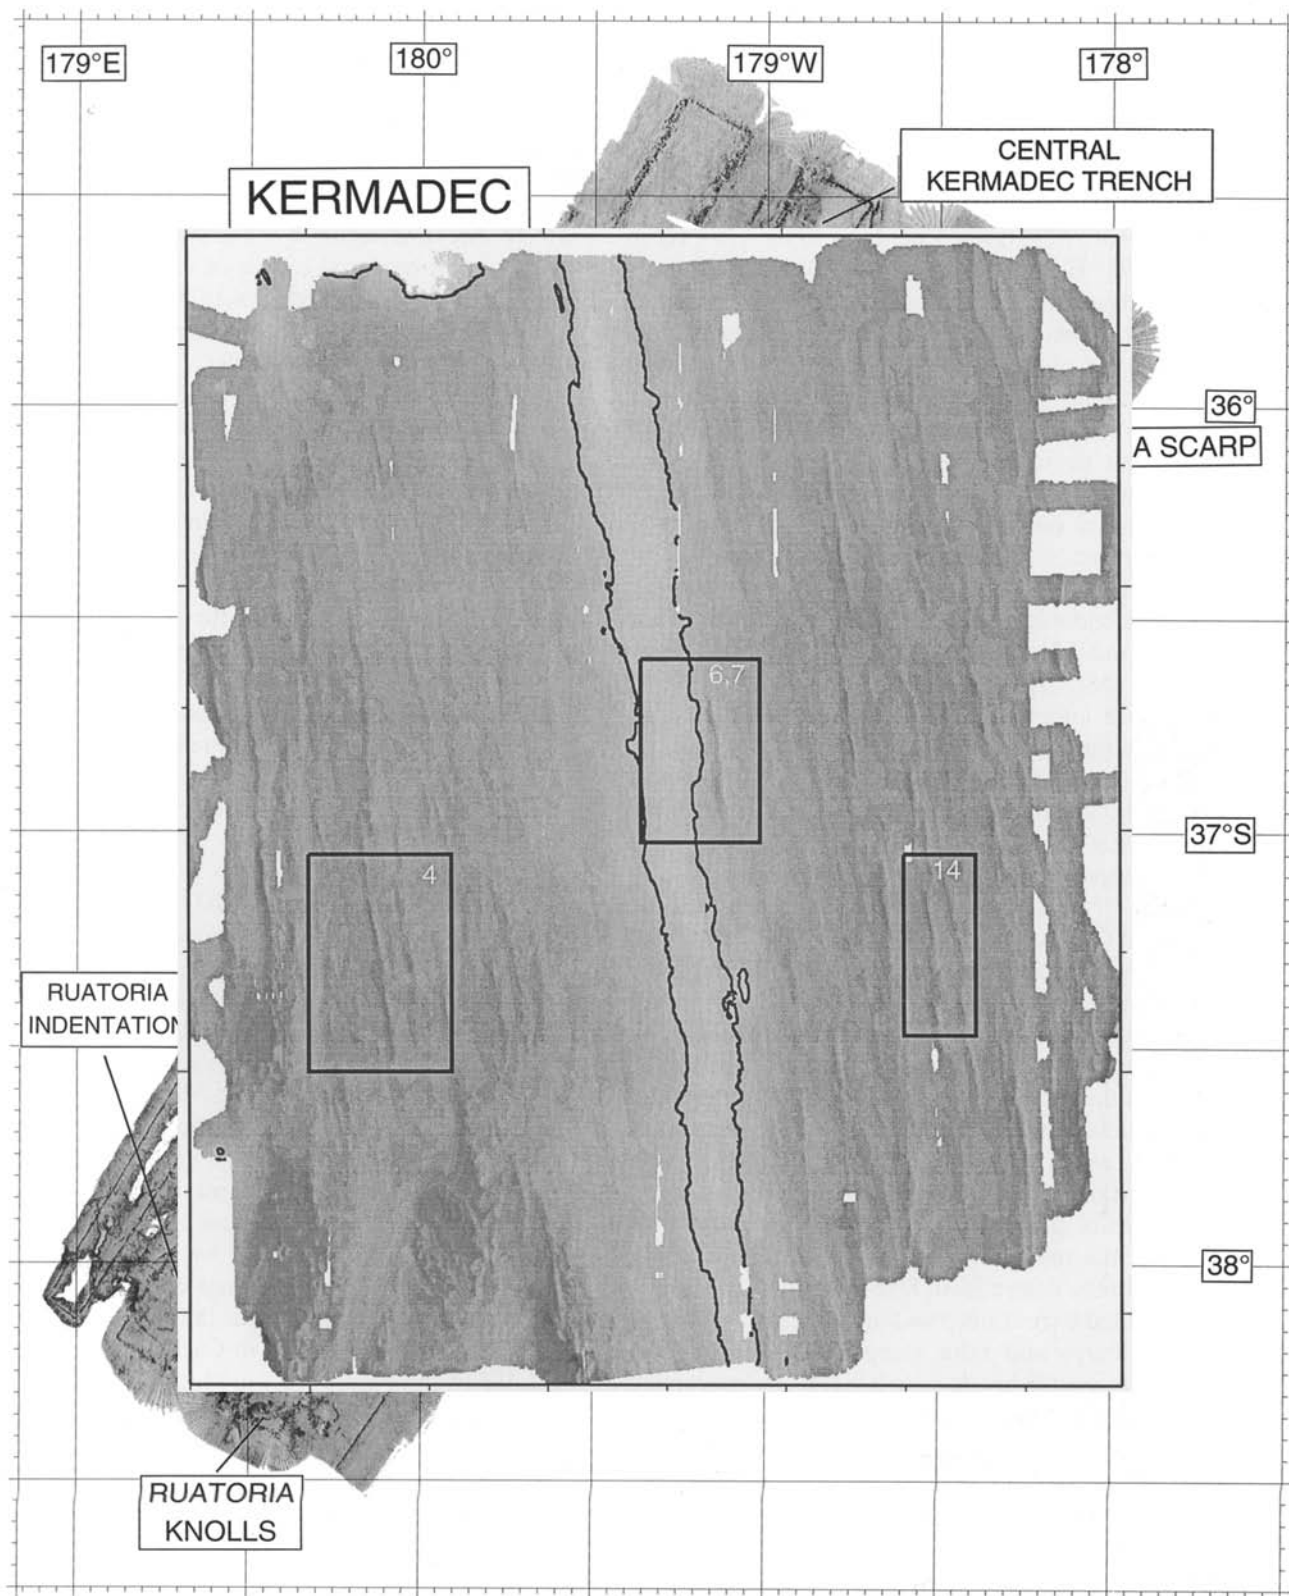 179°E
180°
179°W
178°
CENTRAL
KERMADEC TRENCH
KERMADEC
36°
A SCARP
6,7
37°S
4
14
RUATORIA
INDENTATION
38°
RUATORIA
KNOLLS